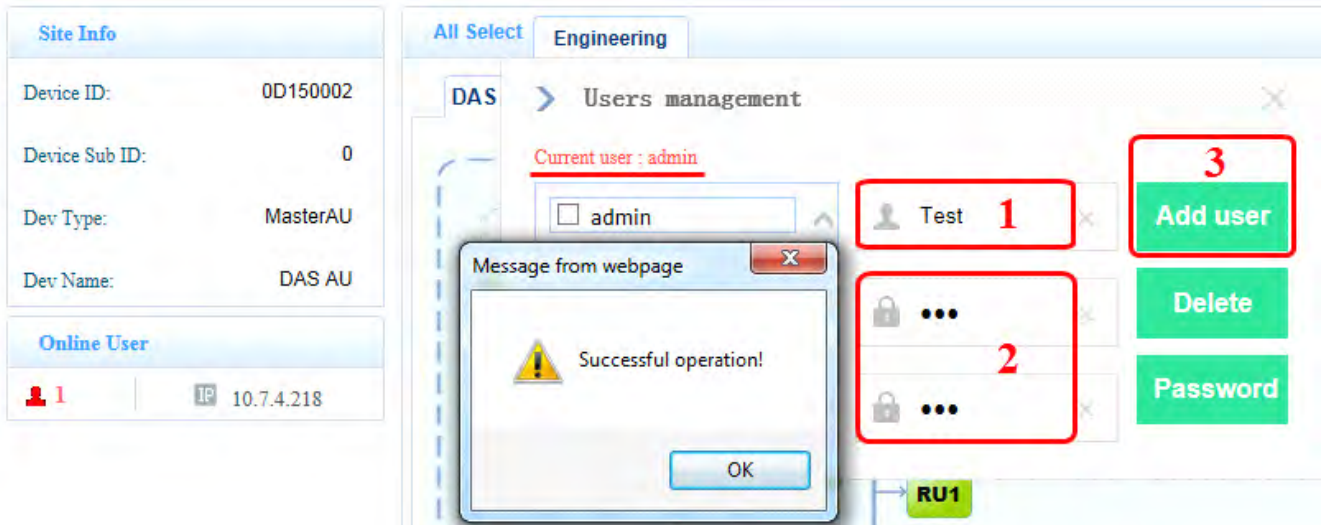 Site Info
Device ID: 0D150002
Device Sub ID: 0
Dev Type: MasterAU
Dev Name: DAS AU
Online User
1 IP 10.7.4.218
All Select Engineering
DAS Users management
Current user : admin
admin
Test 1
3
Add user
Message from webpage
Successful operation!
OK
2
Delete
Password
RU1